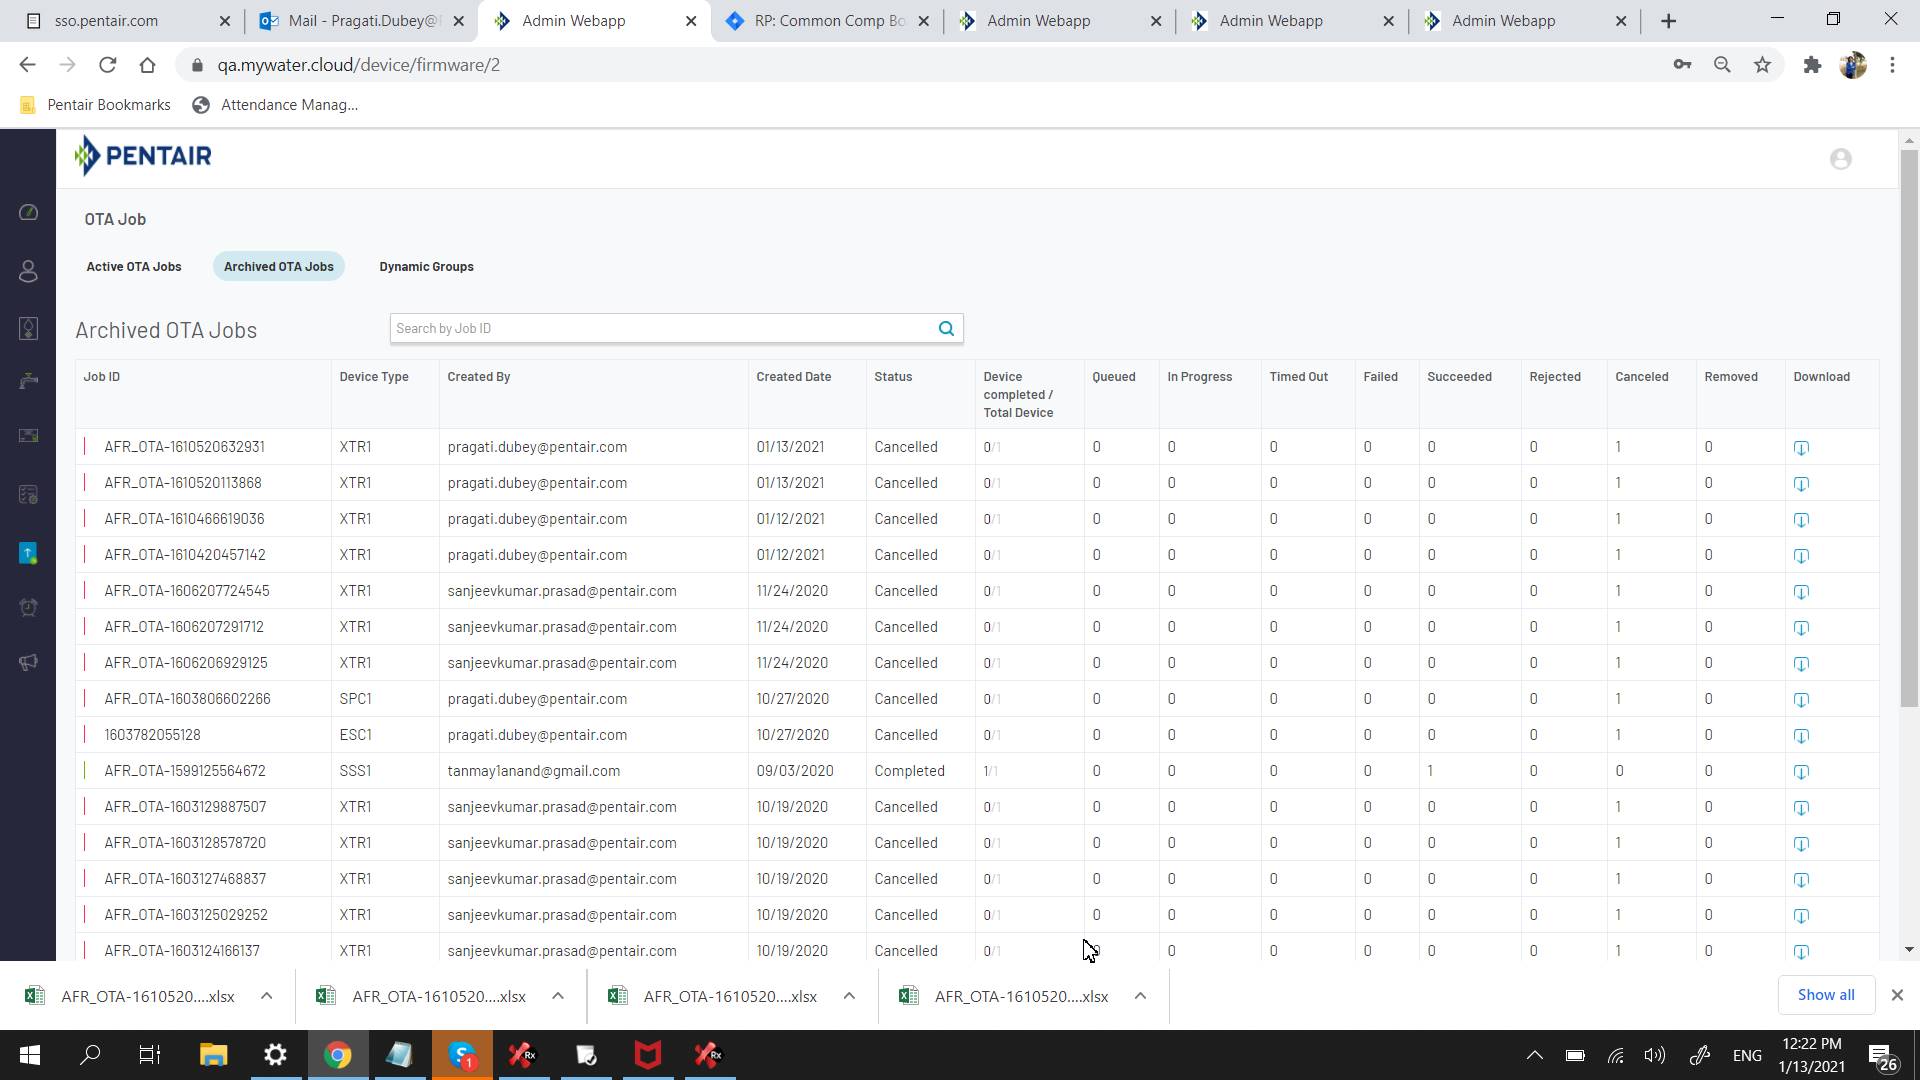 sso.pentair.com
Mail - Pragati.Dubey@
Admin Webapp
RP: Common Comp Bo
Admin Webapp
Admin Webapp
Admin Webapp
qa.mywater.cloud/device/firmware/2
Pentair Bookmarks
Attendance Manag...
PENTAIR
OTA Job
Active OTA Jobs
Archived OTA Jobs
Dynamic Groups
Archived OTA Jobs
Search by Job ID
Job ID Device Type Created By Created Date Status Device completed / Total Device Queued In Progress Timed Out Failed Succeeded Rejected Canceled Removed Download
AFR_OTA-1610520632931 XTR1 pragati.dubey@pentair.com 01/13/2021 Cancelled 0/1 0 0 0 0 0 0 1 0
AFR_OTA-1610520113868 XTR1 pragati.dubey@pentair.com 01/13/2021 Cancelled 0/1 0 0 0 0 0 0 1 0
AFR_OTA-1610466619036 XTR1 pragati.dubey@pentair.com 01/12/2021 Cancelled 0/1 0 0 0 0 0 0 1 0
AFR_OTA-1610420457142 XTR1 pragati.dubey@pentair.com 01/12/2021 Cancelled 0/1 0 0 0 0 0 0 1 0
AFR_OTA-1606207724545 XTR1 sanjeevkumar.prasad@pentair.com 11/24/2020 Cancelled 0/1 0 0 0 0 0 0 1 0
AFR_OTA-1606207291712 XTR1 sanjeevkumar.prasad@pentair.com 11/24/2020 Cancelled 0/1 0 0 0 0 0 0 1 0
AFR_OTA-1606206929125 XTR1 sanjeevkumar.prasad@pentair.com 11/24/2020 Cancelled 0/1 0 0 0 0 0 0 1 0
AFR_OTA-1603806602266 SPC1 pragati.dubey@pentair.com 10/27/2020 Cancelled 0/1 0 0 0 0 0 0 1 0
1603782055128 ESC1 pragati.dubey@pentair.com 10/27/2020 Cancelled 0/1 0 0 0 0 0 0 1 0
AFR_OTA-1599125564672 SSS1 tanmay1anand@gmail.com 09/03/2020 Completed 1/1 0 0 0 0 1 0 0 0
AFR_OTA-1603129887507 XTR1 sanjeevkumar.prasad@pentair.com 10/19/2020 Cancelled 0/1 0 0 0 0 0 0 1 0
AFR_OTA-1603128578720 XTR1 sanjeevkumar.prasad@pentair.com 10/19/2020 Cancelled 0/1 0 0 0 0 0 0 1 0
AFR_OTA-1603127468837 XTR1 sanjeevkumar.prasad@pentair.com 10/19/2020 Cancelled 0/1 0 0 0 0 0 0 1 0
AFR_OTA-1603125029252 XTR1 sanjeevkumar.prasad@pentair.com 10/19/2020 Cancelled 0/1 0 0 0 0 0 0 1 0
AFR_OTA-1603124166137 XTR1 sanjeevkumar.prasad@pentair.com 10/19/2020 Cancelled 0/1 0 0 0 0 0 0 1 0
AFR_OTA-1610520....xlsx
AFR_OTA-1610520....xlsx
AFR_OTA-1610520....xlsx
AFR_OTA-1610520....xlsx
Show all
1
Rx
Rx
ENG
12:22 PM
1/13/2021
26